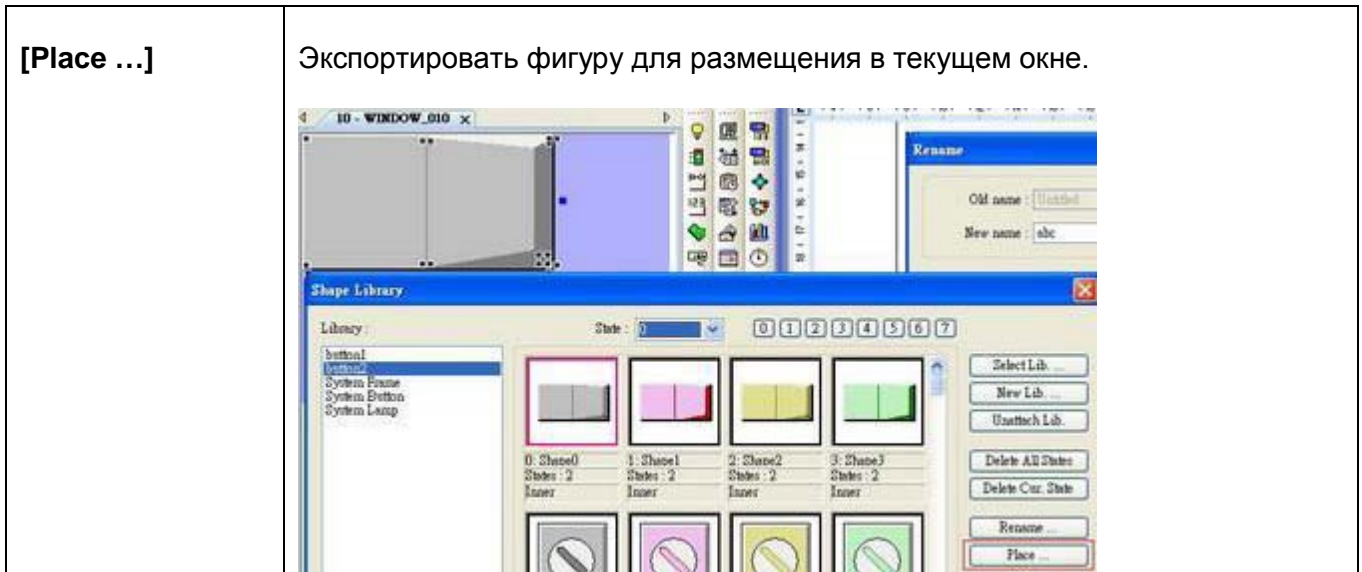 [Place …]
Экспортировать фигуру для размещения в текущем окне.
10 - WINDOW_010
Rename
Old name : Untitled
New name : abc
Shape Library
Library :
State : 0
0 1 2 3 4 5 6 7
button1
button2
System Frame
System Button
System Lamp
Select Lib. ...
New Lib. ...
Unattach Lib.
0: Shape0
1: Shape1
2: Shape2
3: Shape3
States : 2
States : 2
States : 2
States : 2
Inner
Inner
Inner
Inner
Delete All States
Delete Cur. State
Rename ...
Place ...